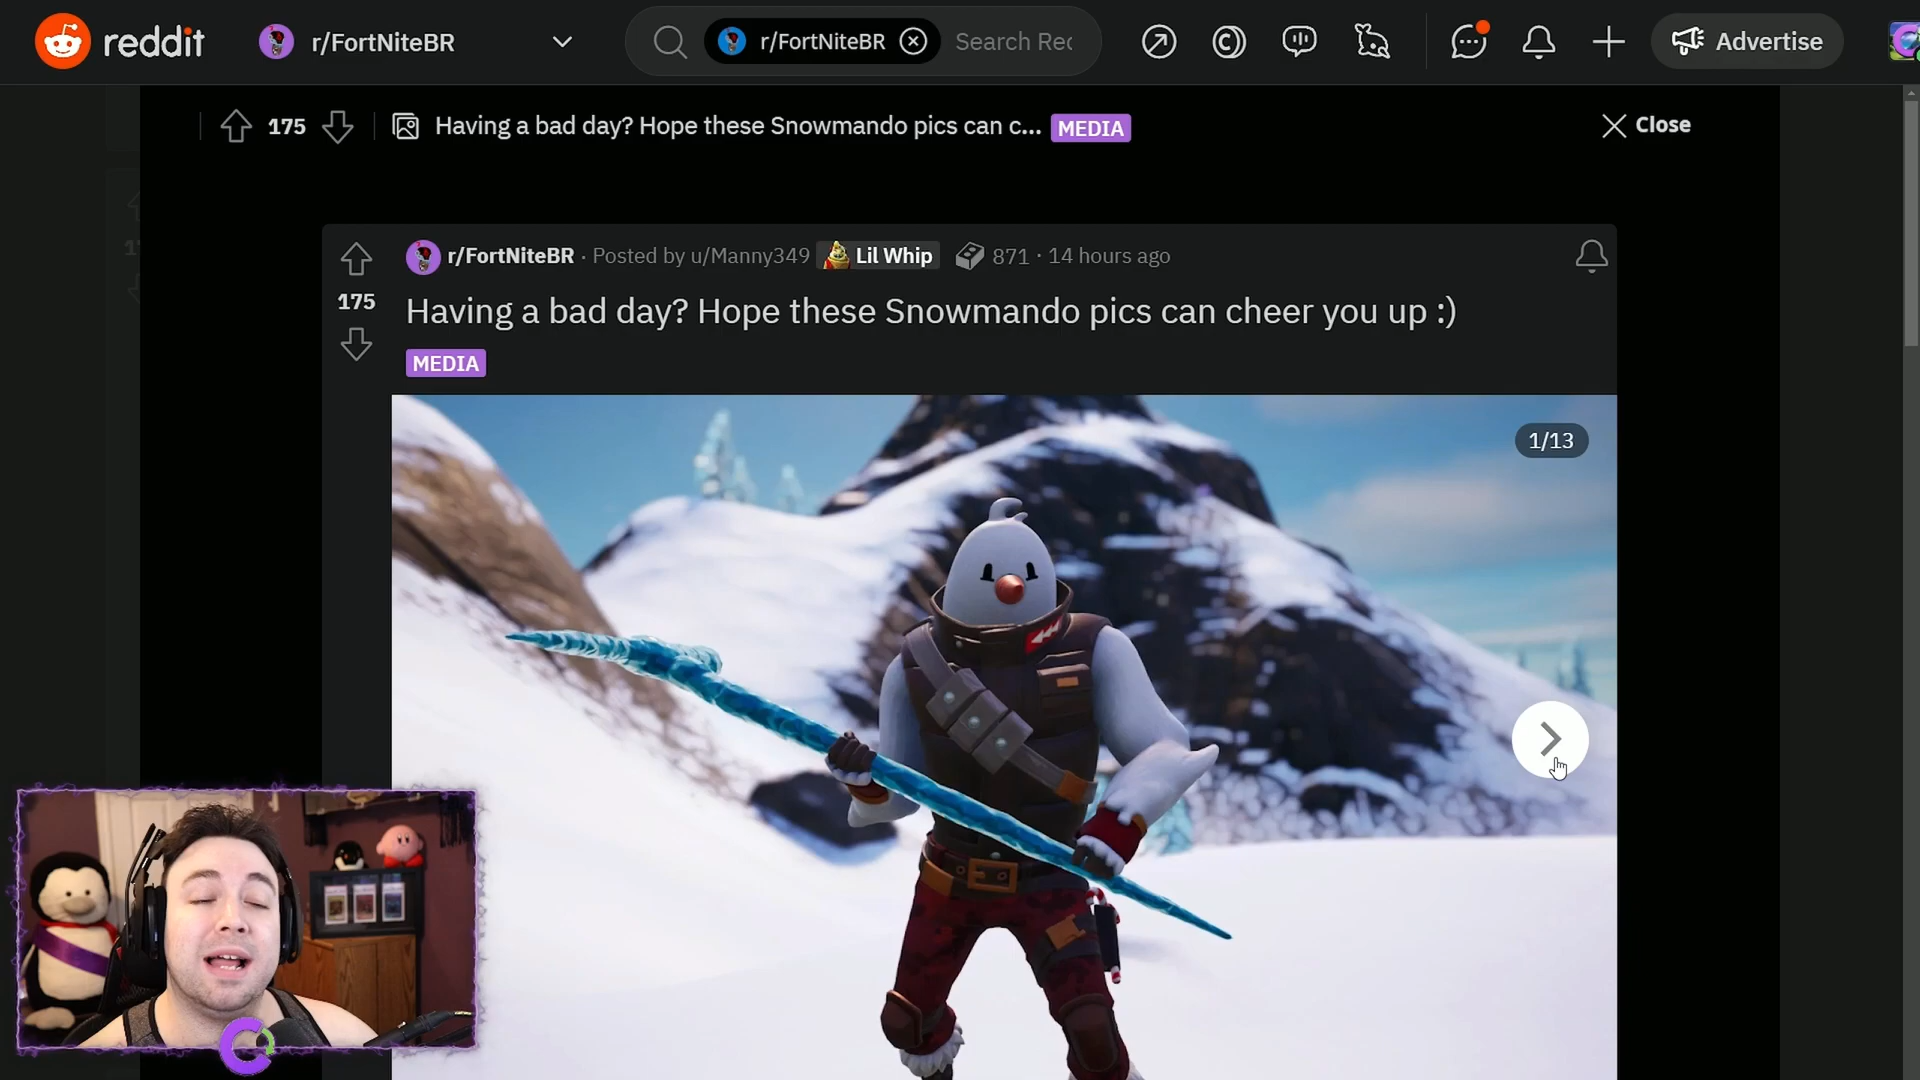 reddit
r/FortNiteBR
r/FortNiteBR
Search Rec
Advertise
175
Having a bad day? Hope these Snowmando pics can c...
MEDIA
Close
r/FortNiteBR · Posted by u/Manny349 Lil Whip 871 · 14 hours ago
175
Having a bad day? Hope these Snowmando pics can cheer you up :)
MEDIA
1/13